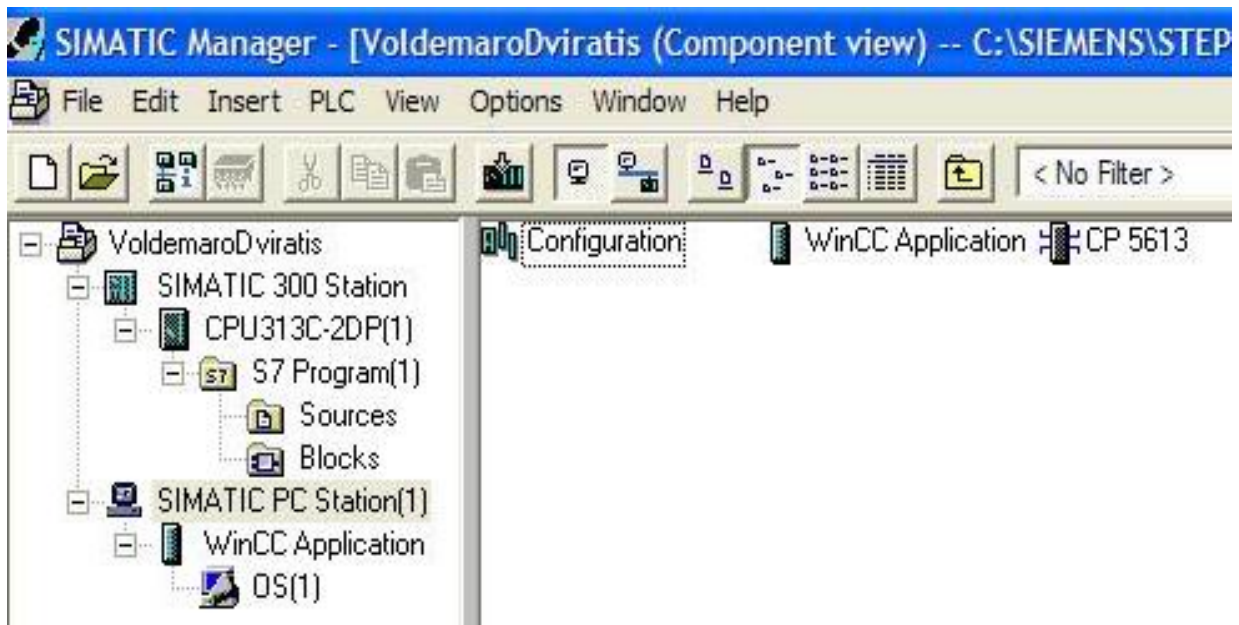 SIMATIC Manager - [VoldemaroDviratis (Component view) -- C:\SIEMENS\STEP
File Edit Insert PLC View Options Window Help
< No Filter >
VoldemaroDviratis
SIMATIC 300 Station
CPU313C-2DP(1)
S7 Program(1)
Sources
Blocks
SIMATIC PC Station(1)
WinCC Application
OS(1)
Configuration WinCC Application CP 5613